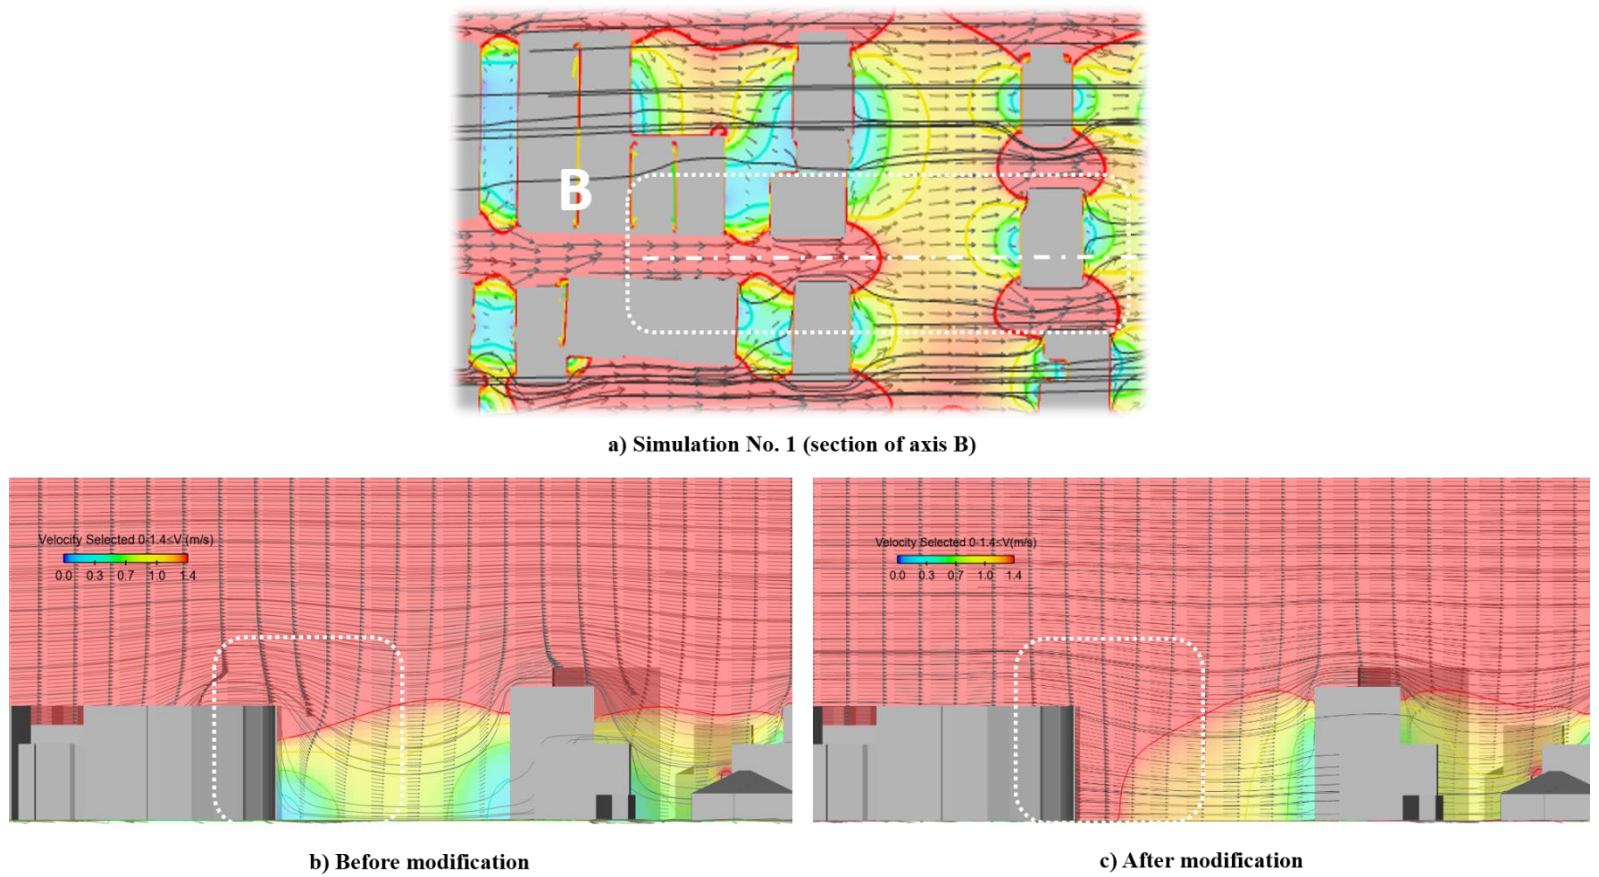 B
a) Simulation No. 1 (section of axis B)
Velocity Selected 0-1.4≤V(m/s)
0.0 0.3 0.7 1.0 1.4
Velocity Selected 0-1.4≤V(m/s)
0.0 0.3 0.7 1.0 1.4
b) Before modification
c) After modification